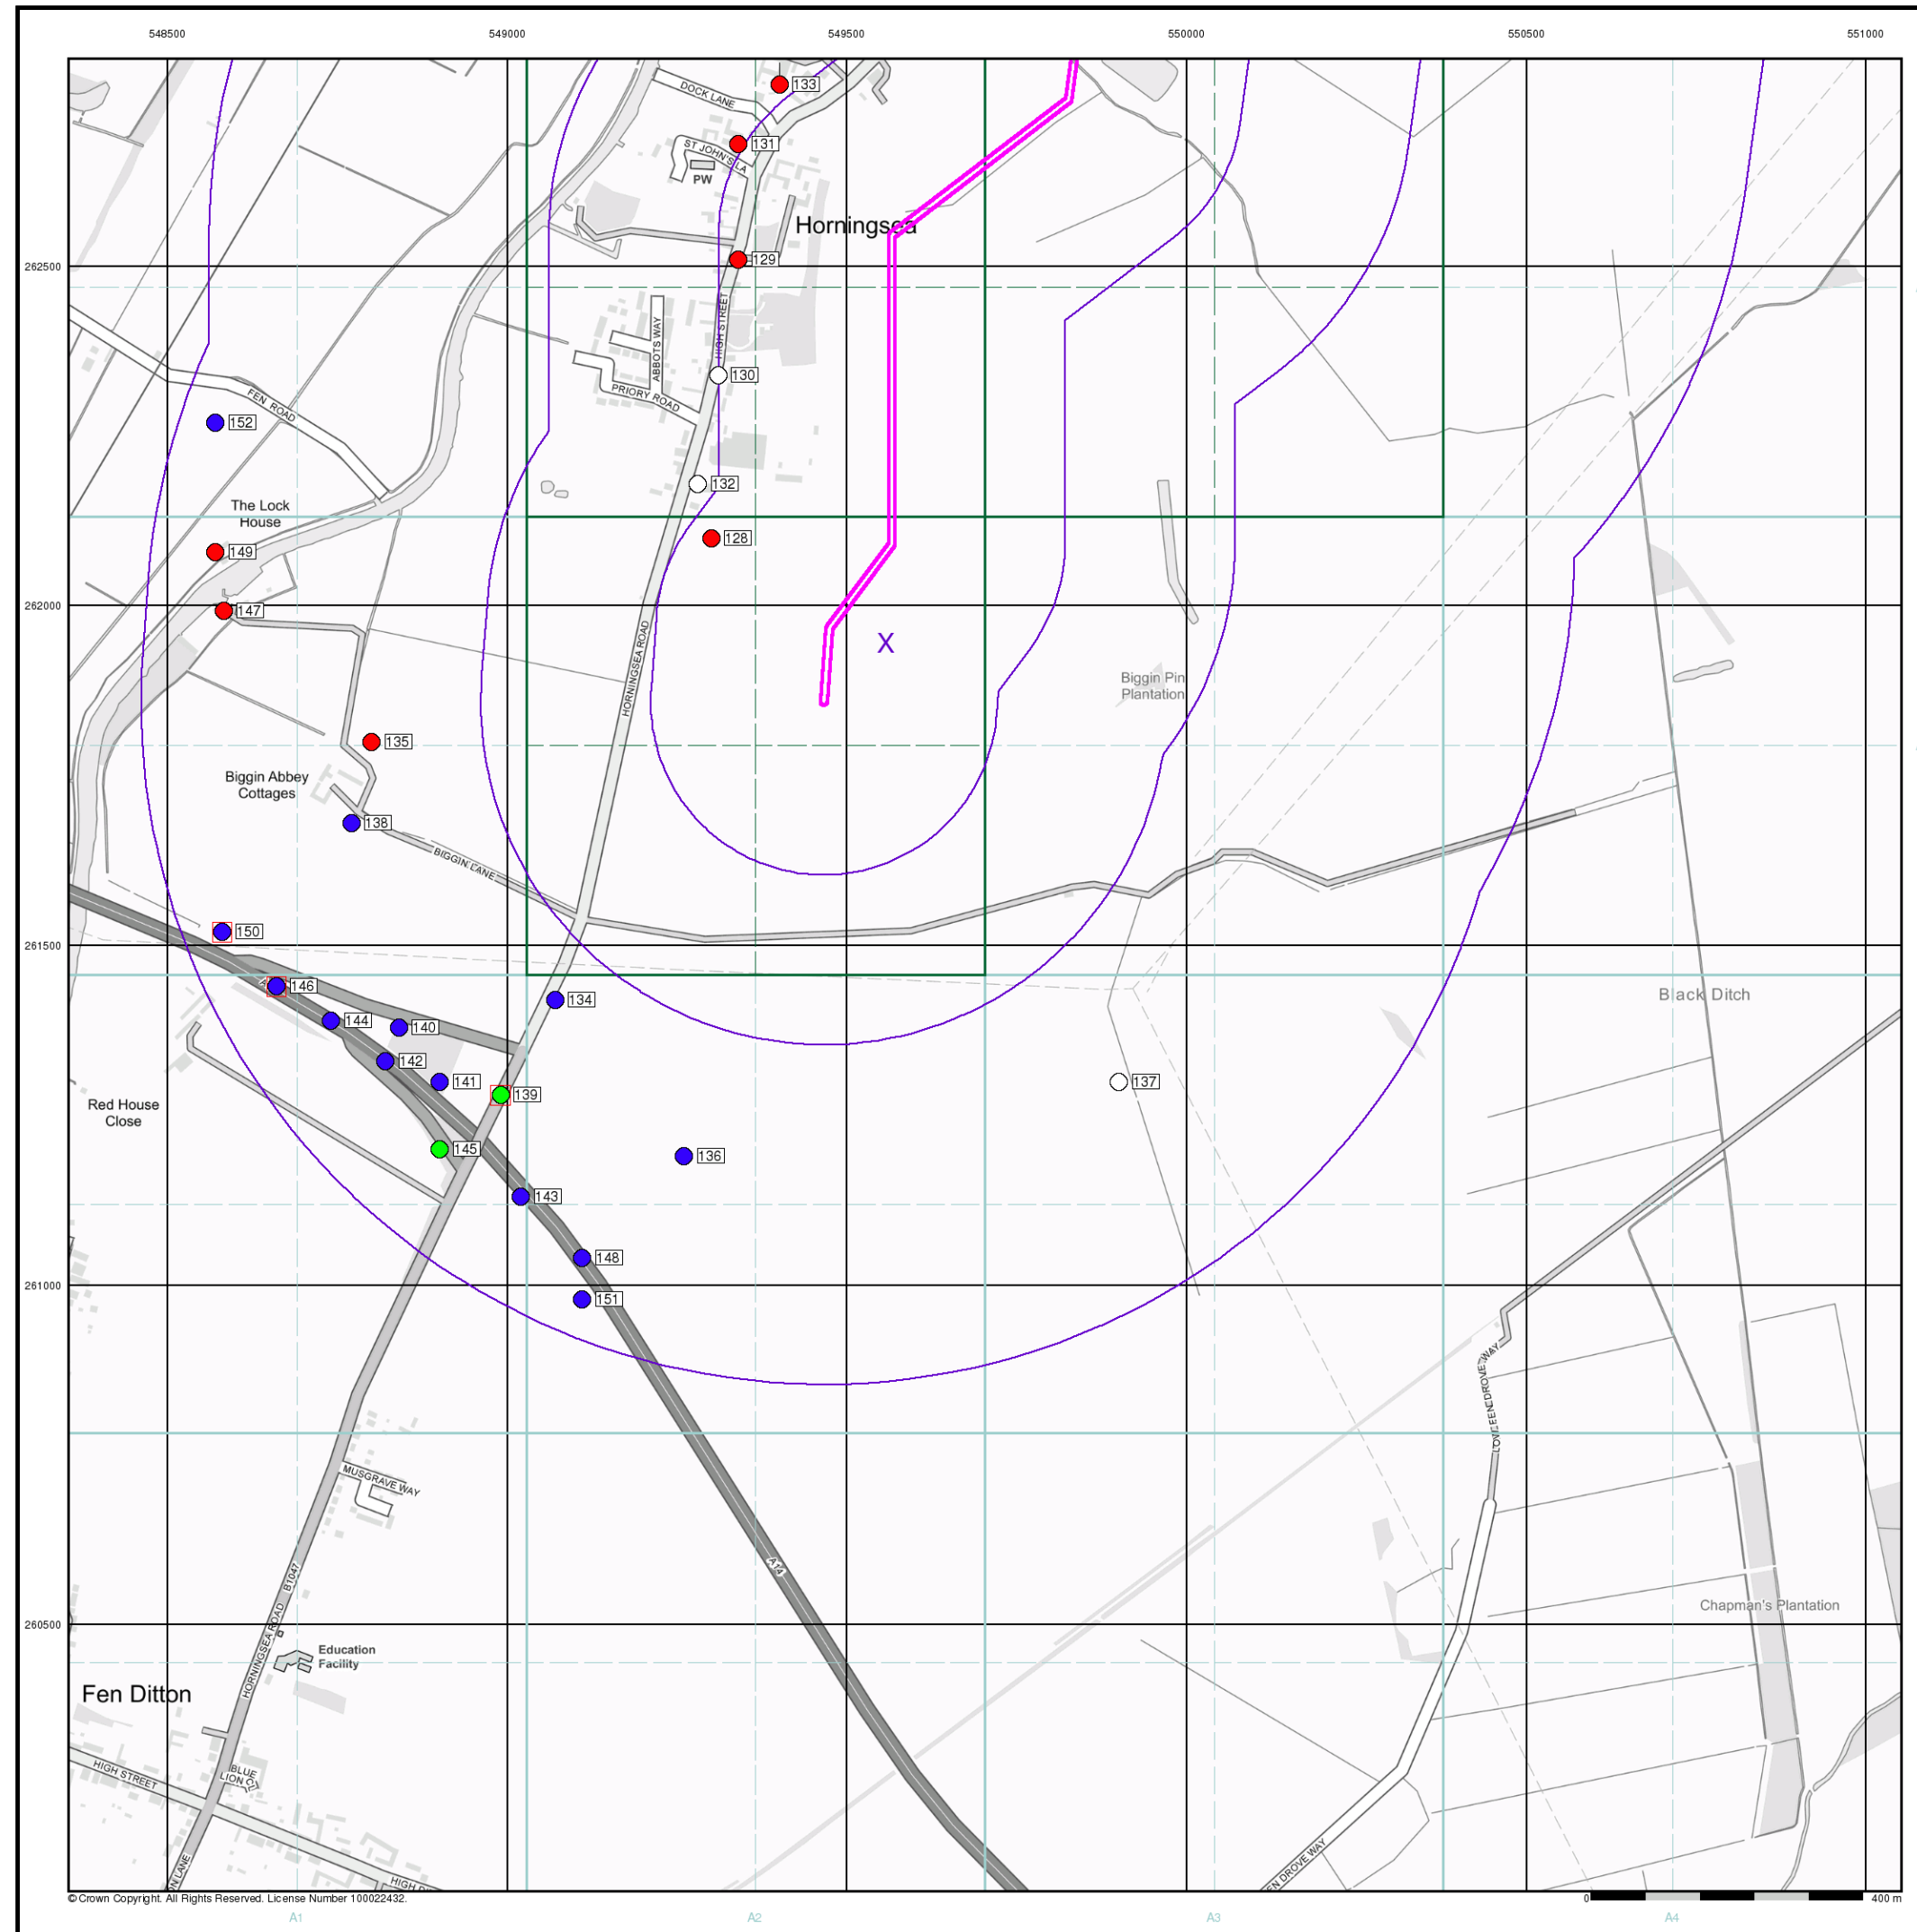 548500 549000 549500 550000 550500 551000
DOCK LANE
133
131
ST JOHN'S LA
PW
Horningsea
129
262500
HIGH STREET
ABBOTS WAY
130
PRIORY ROAD
FEN ROAD
152
132
The Lock
House
128
149
262000
147
HORNINGSEA ROAD
X
Biggin Pin
Plantation
135
Biggin Abbey
Cottages
138
BIGGIN LANE
150
261500
146
134
Black Ditch
144
140
142
141
137
139
Red House
Close
145
136
143
148
261000
151
MUSGRAVE WAY
B1047
A14
HORNINGSEA ROAD
260500
Chapman's Plantation
Education
Facility
Fen Ditton
HIGH STREET
BLUE
LION CL
EN DROVE WAY
ON LANE
© Crown Copyright. All Rights Reserved. License Number 100022432.
0 400 m
A1 A2 A3 A4